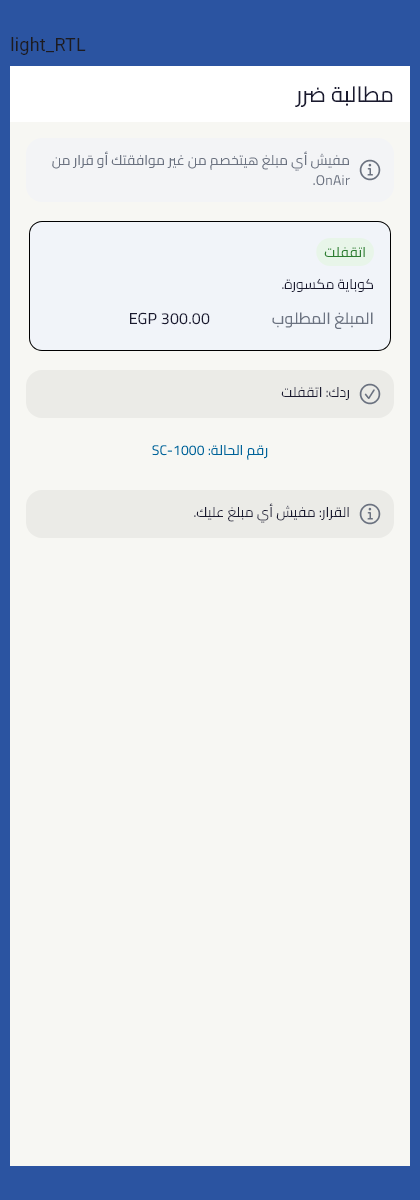 light_RTL
مطالبة ضرر
مفيش أي مبلغ هيتخصم من غير موافقتك أو قرار من
OnAir.
اتقفلت
كوباية مكسورة.
المبلغ المطلوب EGP 300.00
ردك: اتقفلت
رقم الحالة: SC-1000
القرار: مفيش أي مبلغ عليك.